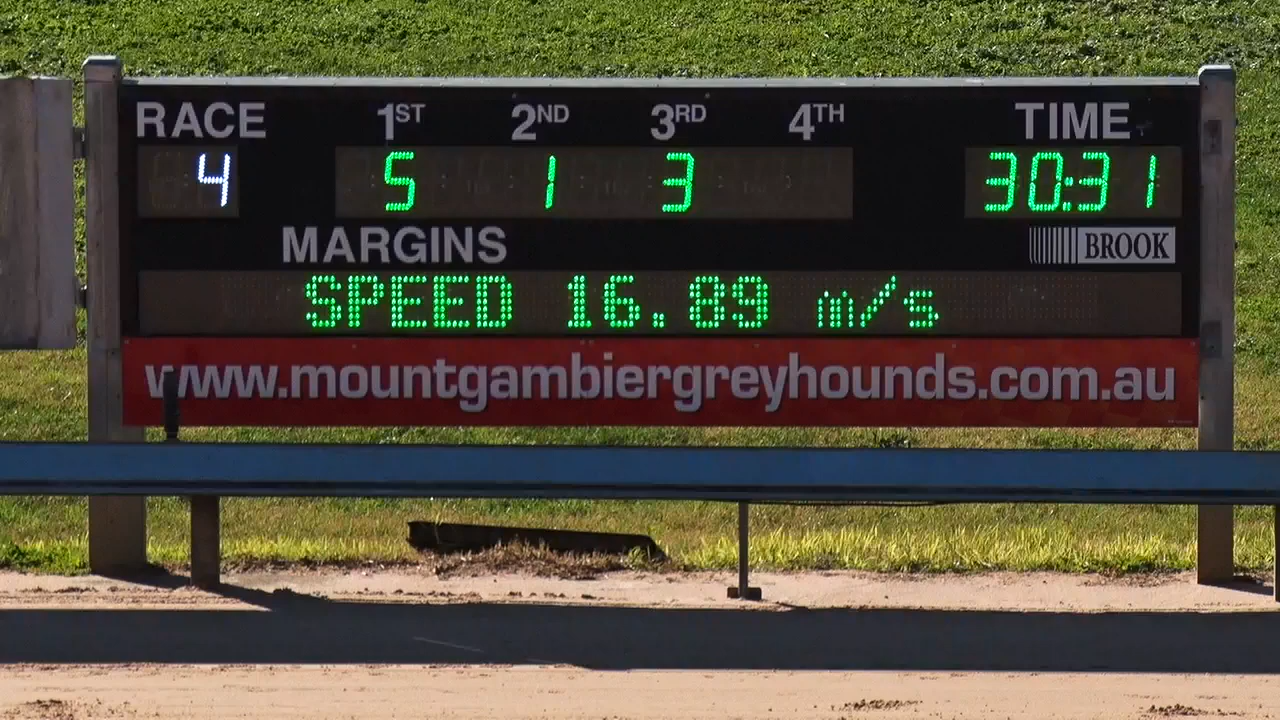 RACE 1ST 2ND 3RD 4TH TIME
4 5 1 3 30:31
MARGINS BROOK
SPEED 16.89 m/s
www.mountgambiergreyhounds.com.au